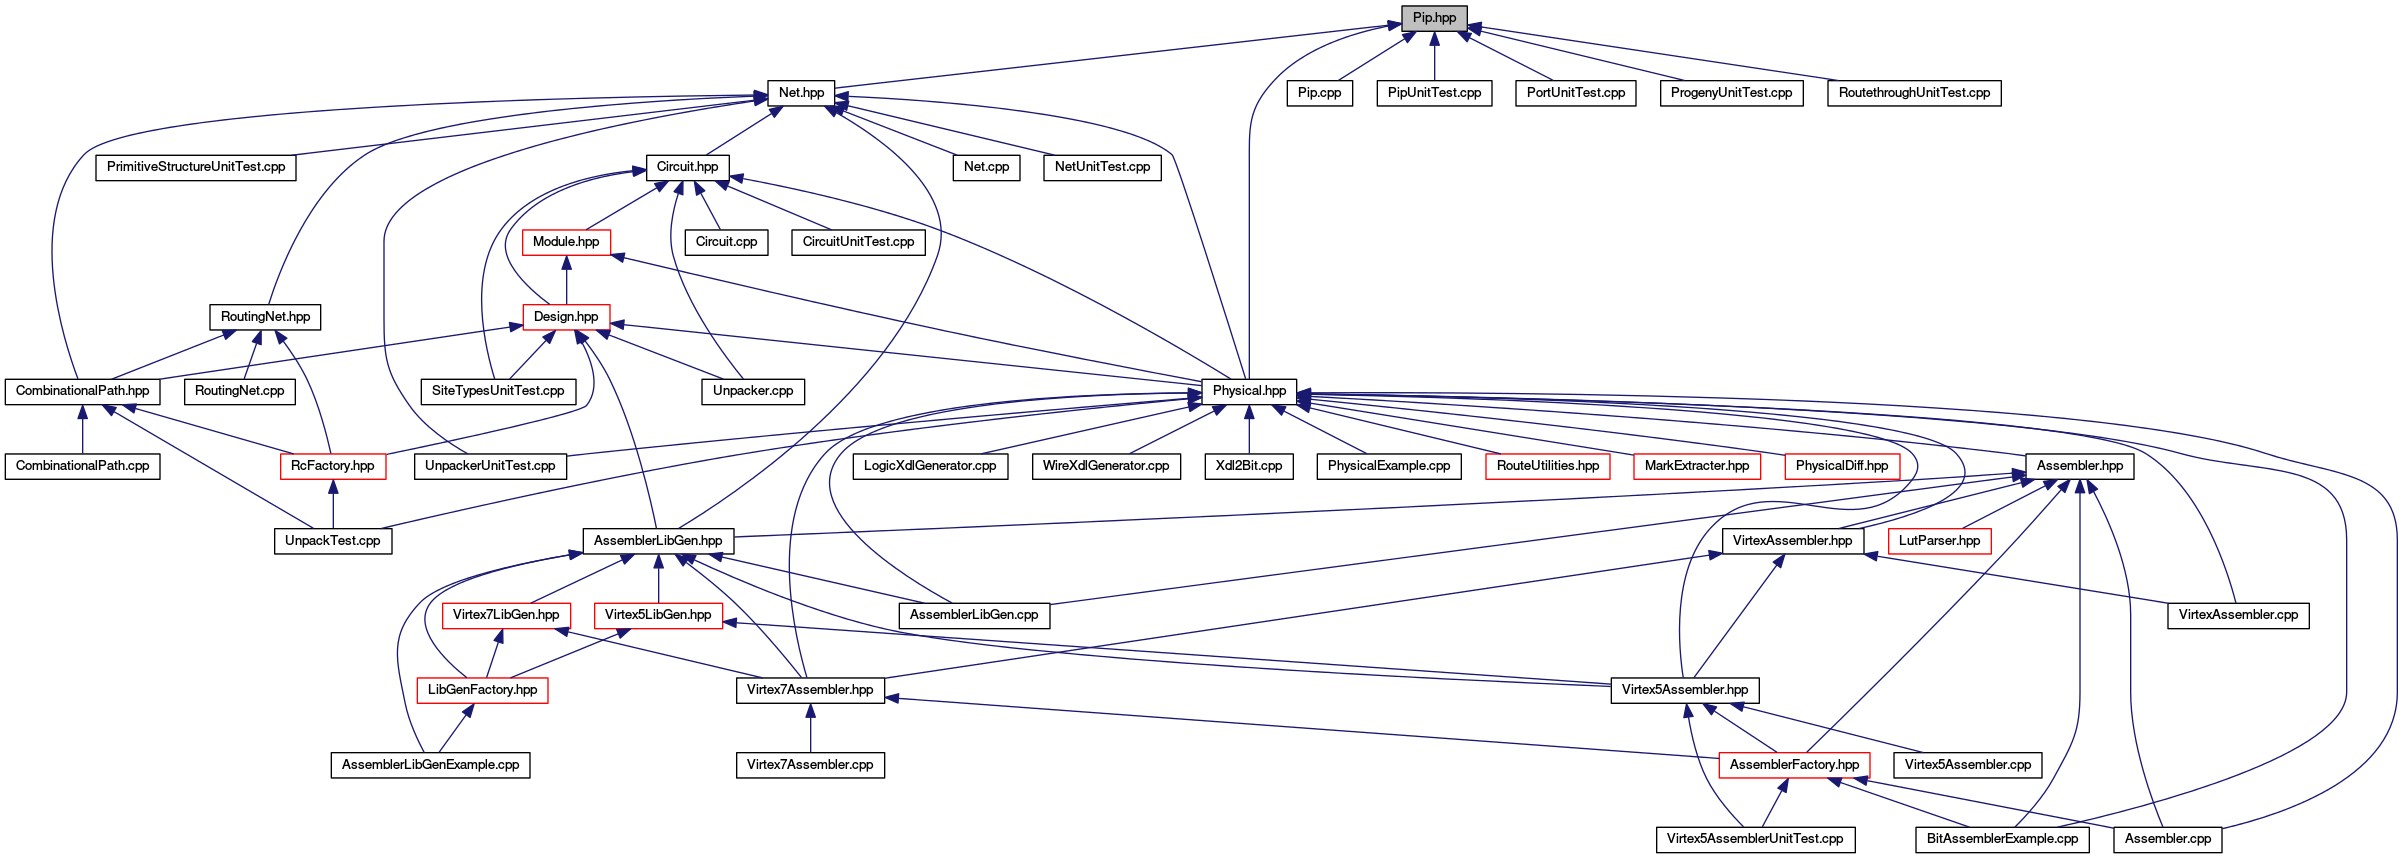 Pip.hpp
Net.hpp
Pip.cpp
PipUnitTest.cpp
PortUnitTest.cpp
ProgenyUnitTest.cpp
RoutethroughUnitTest.cpp
PrimitiveStructureUnitTest.cpp
Circuit.hpp
Net.cpp
NetUnitTest.cpp
Module.hpp
Circuit.cpp
CircuitUnitTest.cpp
RoutingNet.hpp
Design.hpp
CombinationalPath.hpp
RoutingNet.cpp
SiteTypesUnitTest.cpp
Unpacker.cpp
Physical.hpp
CombinationalPath.cpp
RcFactory.hpp
UnpackerUnitTest.cpp
LogicXdlGenerator.cpp
WireXdlGenerator.cpp
Xdl2Bit.cpp
PhysicalExample.cpp
RouteUtilities.hpp
MarkExtracter.hpp
PhysicalDiff.hpp
Assembler.hpp
UnpackTest.cpp
AssemblerLibGen.hpp
VirtexAssembler.hpp
LutParser.hpp
Virtex7LibGen.hpp
Virtex5LibGen.hpp
AssemblerLibGen.cpp
VirtexAssembler.cpp
LibGenFactory.hpp
Virtex7Assembler.hpp
Virtex5Assembler.hpp
AssemblerLibGenExample.cpp
Virtex7Assembler.cpp
AssemblerFactory.hpp
Virtex5Assembler.cpp
Virtex5AssemblerUnitTest.cpp
BitAssemblerExample.cpp
Assembler.cpp